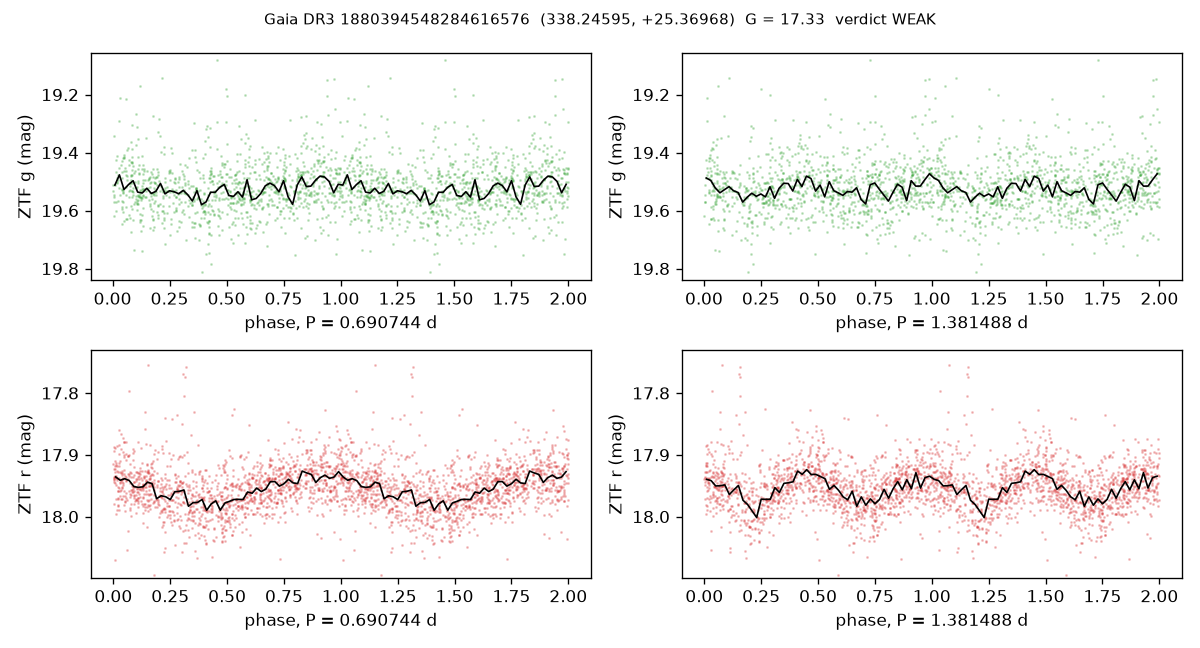 Gaia DR3 1880394548284616576  (338.24595, +25.36968)  G = 17.33  verdict WEAK
ZTF g (mag)
19.2
19.4
19.6
19.8
0.00 0.25 0.50 0.75 1.00 1.25 1.50 1.75 2.00
phase, P = 0.690744 d
ZTF g (mag)
19.2
19.4
19.6
19.8
0.00 0.25 0.50 0.75 1.00 1.25 1.50 1.75 2.00
phase, P = 1.381488 d
ZTF r (mag)
17.8
17.9
18.0
0.00 0.25 0.50 0.75 1.00 1.25 1.50 1.75 2.00
phase, P = 0.690744 d
ZTF r (mag)
17.8
17.9
18.0
0.00 0.25 0.50 0.75 1.00 1.25 1.50 1.75 2.00
phase, P = 1.381488 d